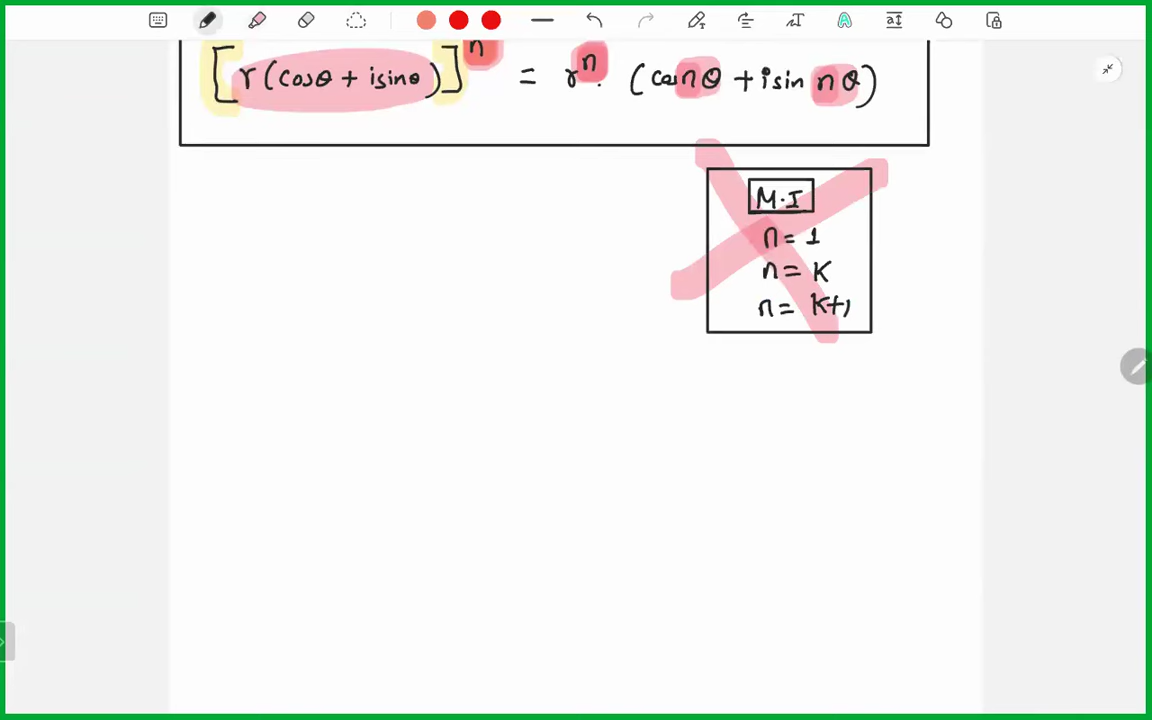 [r(cosθ + isinθ)]ⁿ = rⁿ. (cosnθ + isin nθ)
M.I
n = 1
n = K
n = K+1